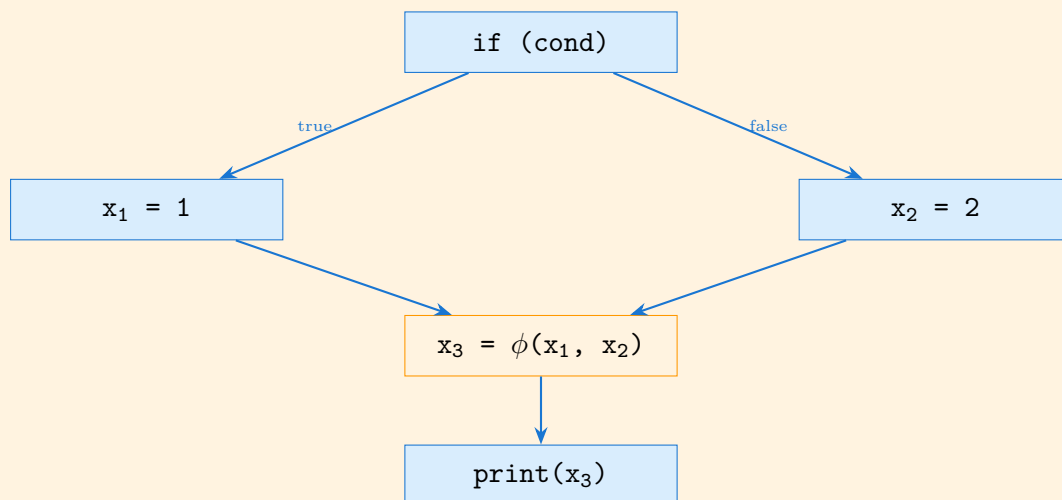 if (cond)
true
false
x₁ = 1
x₂ = 2
x₃ = ϕ(x₁, x₂)
print(x₃)